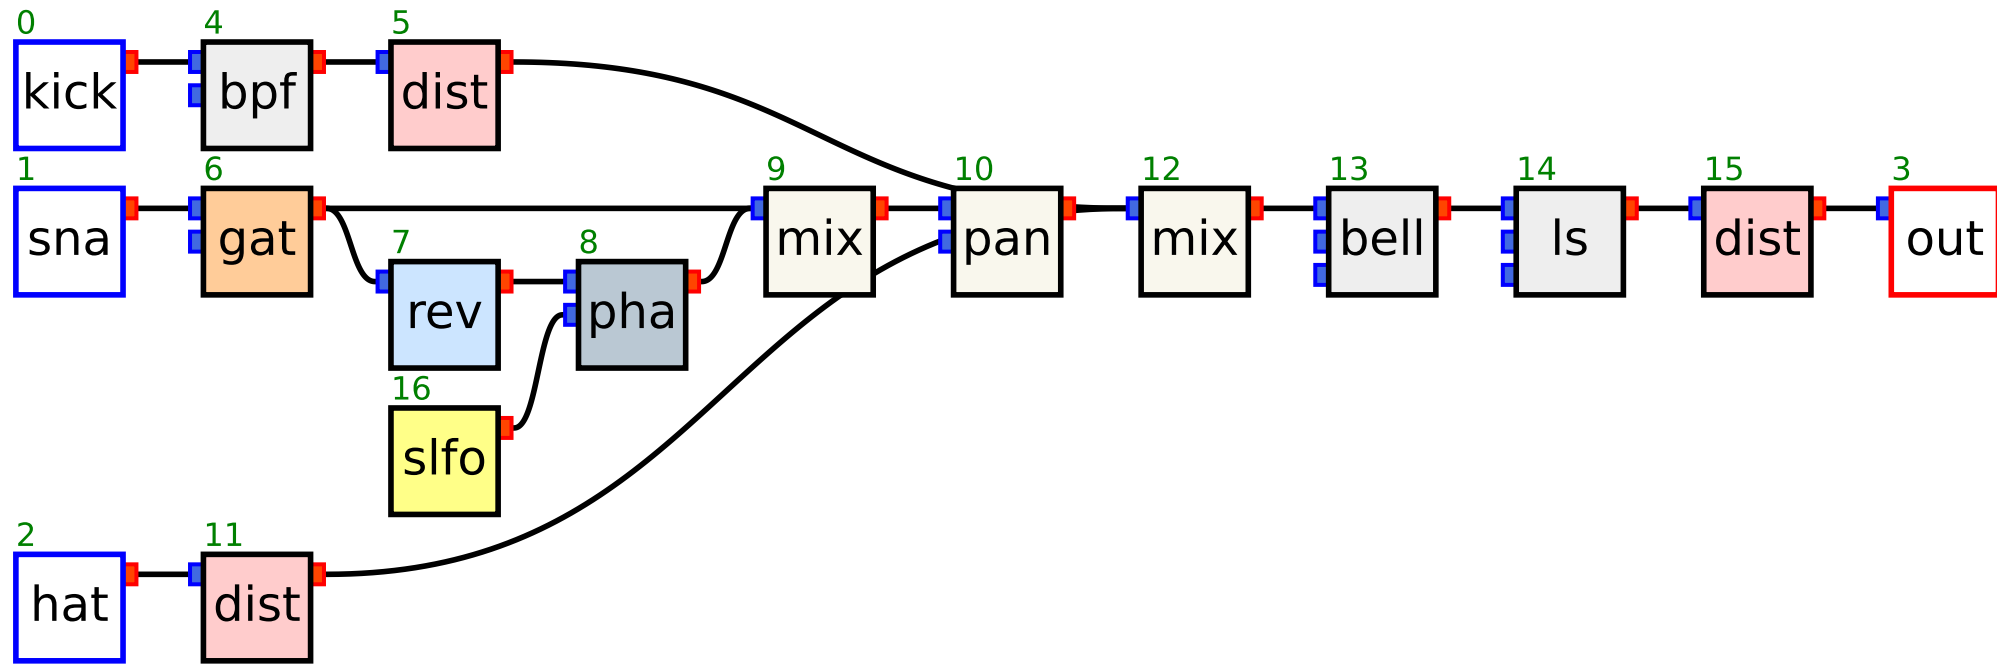 0 4 5
kick bpf dist
1 6 9 10 12 13 14 15 3
sna gat mix pan mix bell ls dist out
7 8
rev pha
16
slfo
2 11
hat dist